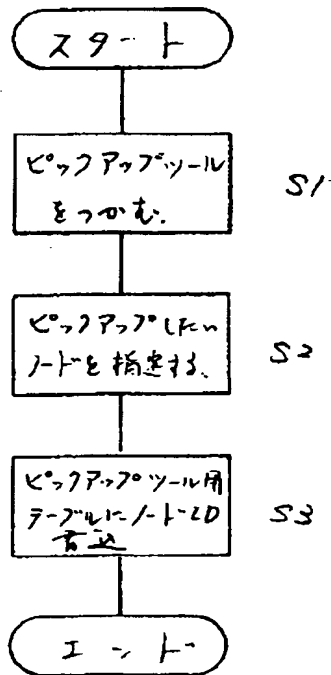 スタート
ピックアップツール
をつかむ.
S1
ピックアップしたい
ノードを指定する.
S2
ピックアップツール用
テーブルにノードID
書込
S3
エンド